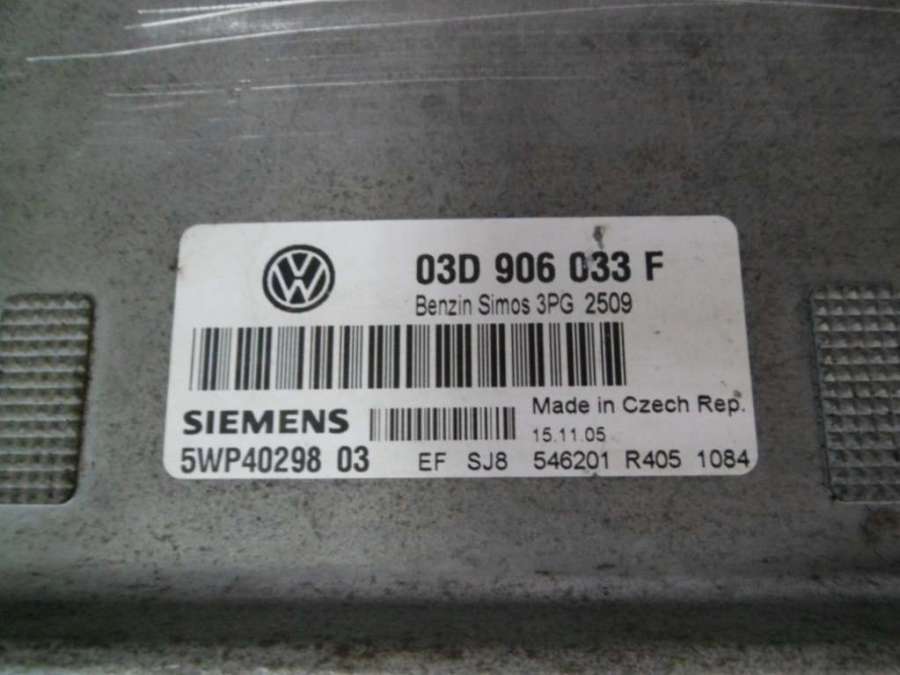 03D 906 033 F
Benzin Simos 3PG 2509
SIEMENS
Made in Czech Rep.
15.11.05
5WP40298 03 EF SJ8 546201 R405 1084